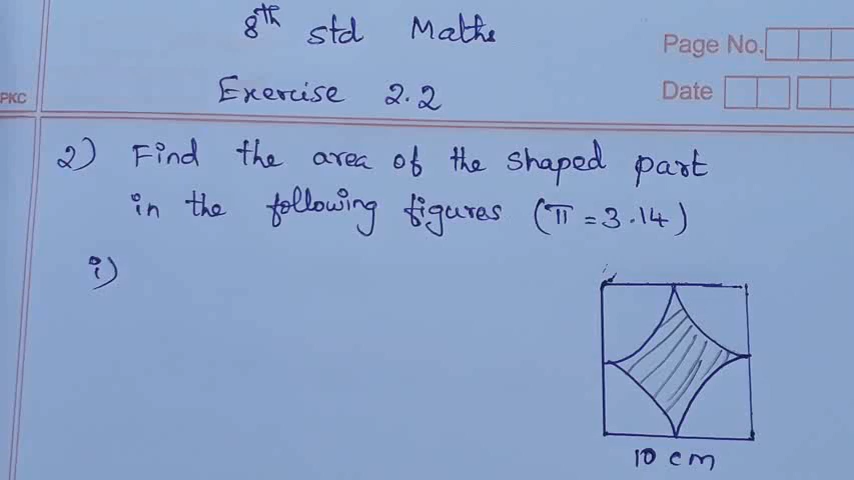 8th std Maths
Page No.
PKC
Exercise 2.2
Date
2) Find the area of the shaped part
in the following figures (π = 3.14)
i)
10 cm